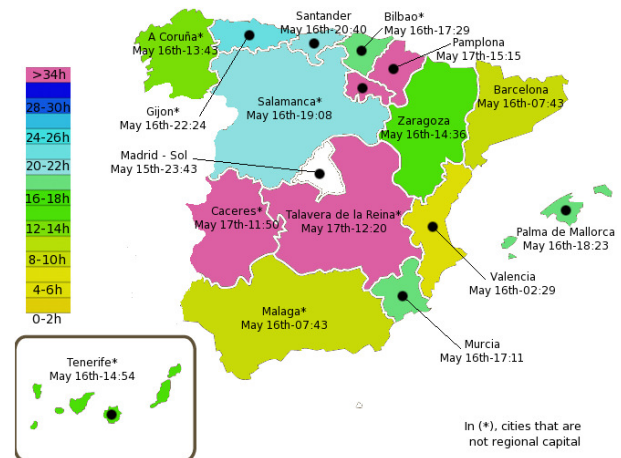 Santander
May 16th-20:40
Bilbao*
May 16th-17:29
A Coruña*
May 16th-13:43
Pamplona
May 17th-15:15
>34h
28-30h
24-26h
20-22h
16-18h
12-14h
8-10h
4-6h
0-2h
Gijon*
May 16th-22:24
Salamanca*
May 16th-19:08
Zaragoza
May 16th-14:36
Barcelona
May 16th-07:43
Madrid - Sol
May 15th-23:43
Caceres*
May 17th-11:50
Talavera de la Reina*
May 17th-12:20
Palma de Mallorca
May 16th-18:23
Valencia
May 16th-02:29
Malaga*
May 16th-07:43
Murcia
May 16th-17:11
Tenerife*
May 16th-14:54
In (*), cities that are
not regional capital